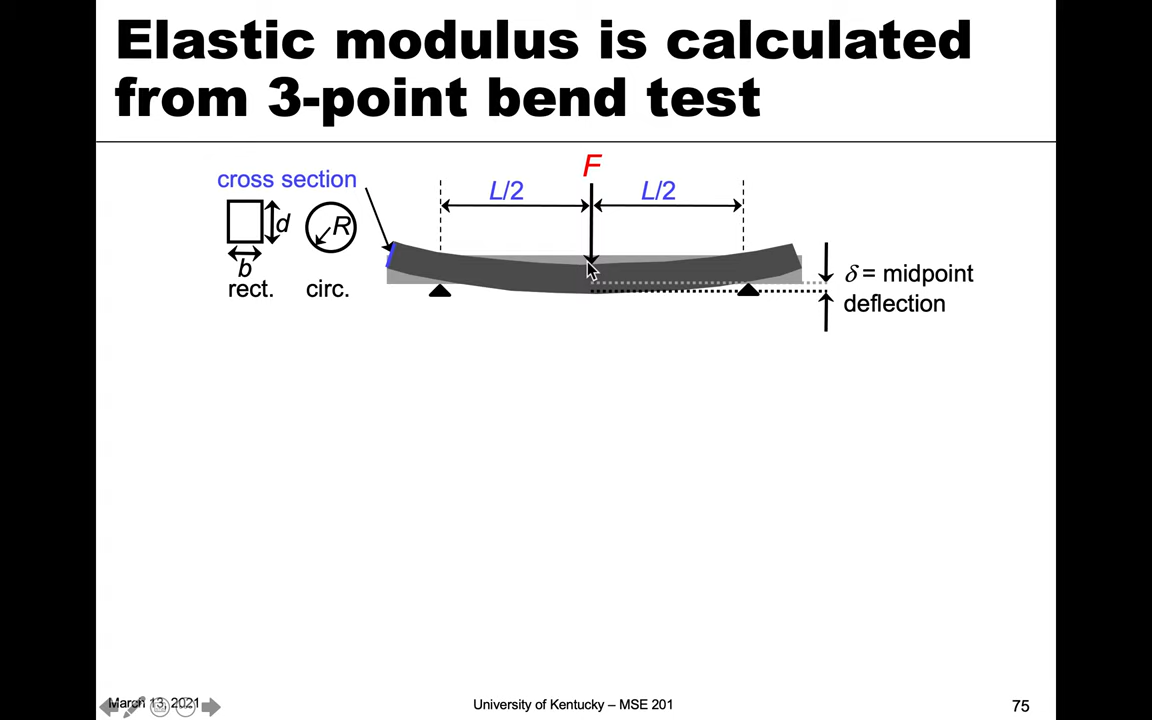 Elastic modulus is calculated
from 3-point bend test
F
cross section
L/2
L/2
d
R
b
rect.
circ.
δ = midpoint
deflection
March 13, 2021
University of Kentucky – MSE 201
75